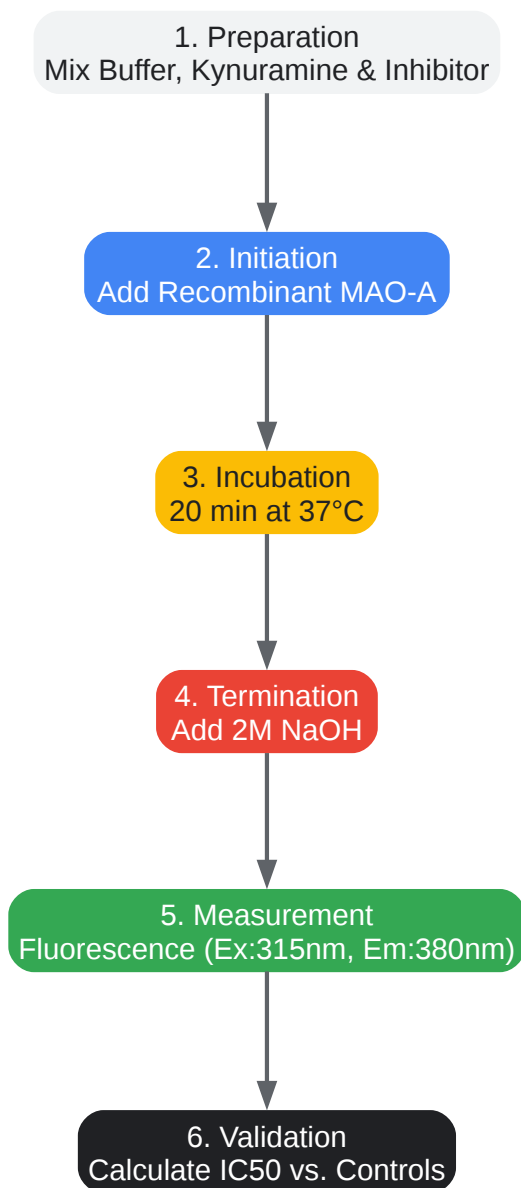 1. Preparation
Mix Buffer, Kynuramine & Inhibitor
2. Initiation
Add Recombinant MAO-A
3. Incubation
20 min at 37°C
4. Termination
Add 2M NaOH
5. Measurement
Fluorescence (Ex:315nm, Em:380nm)
6. Validation
Calculate IC50 vs. Controls